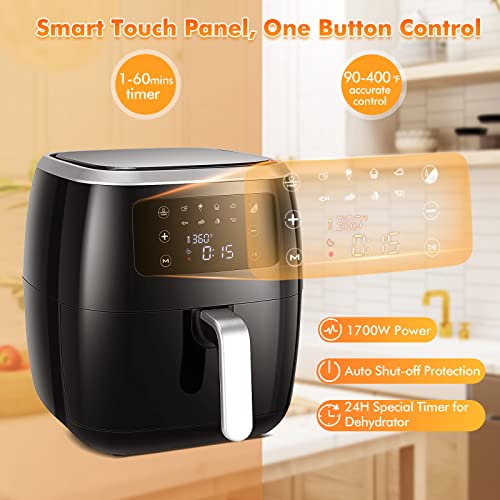 Smart Touch Panel, One Button Control
1-60mins
timer
90-400 °F
accurate
control
360°F
0:15
M
0:15
M
1700W Power
Auto Shut-off Protection
24H Special Timer for
Dehydrator